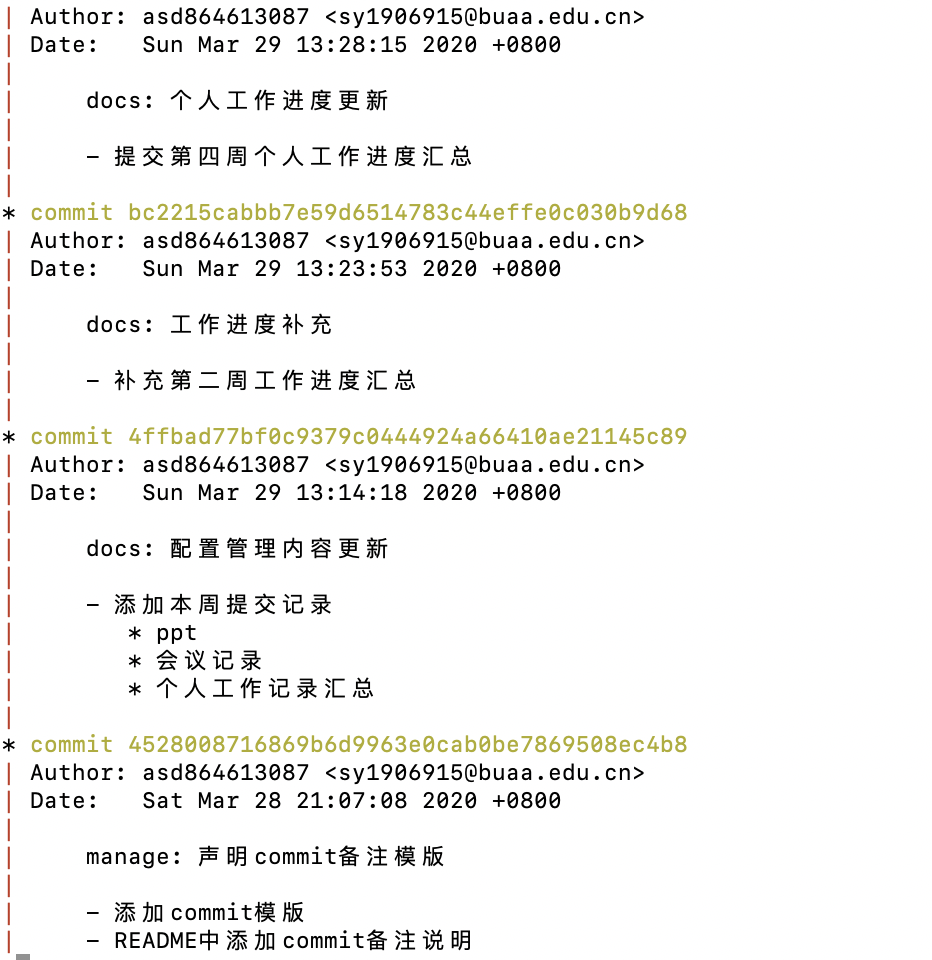 | Author: asd864613087 <sy1906915@buaa.edu.cn>
| Date:   Sun Mar 29 13:28:15 2020 +0800
|
|     docs: 个人工作进度更新
|
|     - 提交第四周个人工作进度汇总
|
* commit bc2215cabbb7e59d6514783c44effe0c030b9d68
| Author: asd864613087 <sy1906915@buaa.edu.cn>
| Date:   Sun Mar 29 13:23:53 2020 +0800
|
|     docs: 工作进度补充
|
|     - 补充第二周工作进度汇总
|
* commit 4ffbad77bf0c9379c0444924a66410ae21145c89
| Author: asd864613087 <sy1906915@buaa.edu.cn>
| Date:   Sun Mar 29 13:14:18 2020 +0800
|
|     docs: 配置管理内容更新
|
|     - 添加本周提交记录
|        * ppt
|        * 会议记录
|        * 个人工作记录汇总
|
* commit 4528008716869b6d9963e0cab0be7869508ec4b8
| Author: asd864613087 <sy1906915@buaa.edu.cn>
| Date:   Sat Mar 28 21:07:08 2020 +0800
|
|     manage: 声明commit备注模版
|
|     - 添加commit模版
|     - README中添加commit备注说明